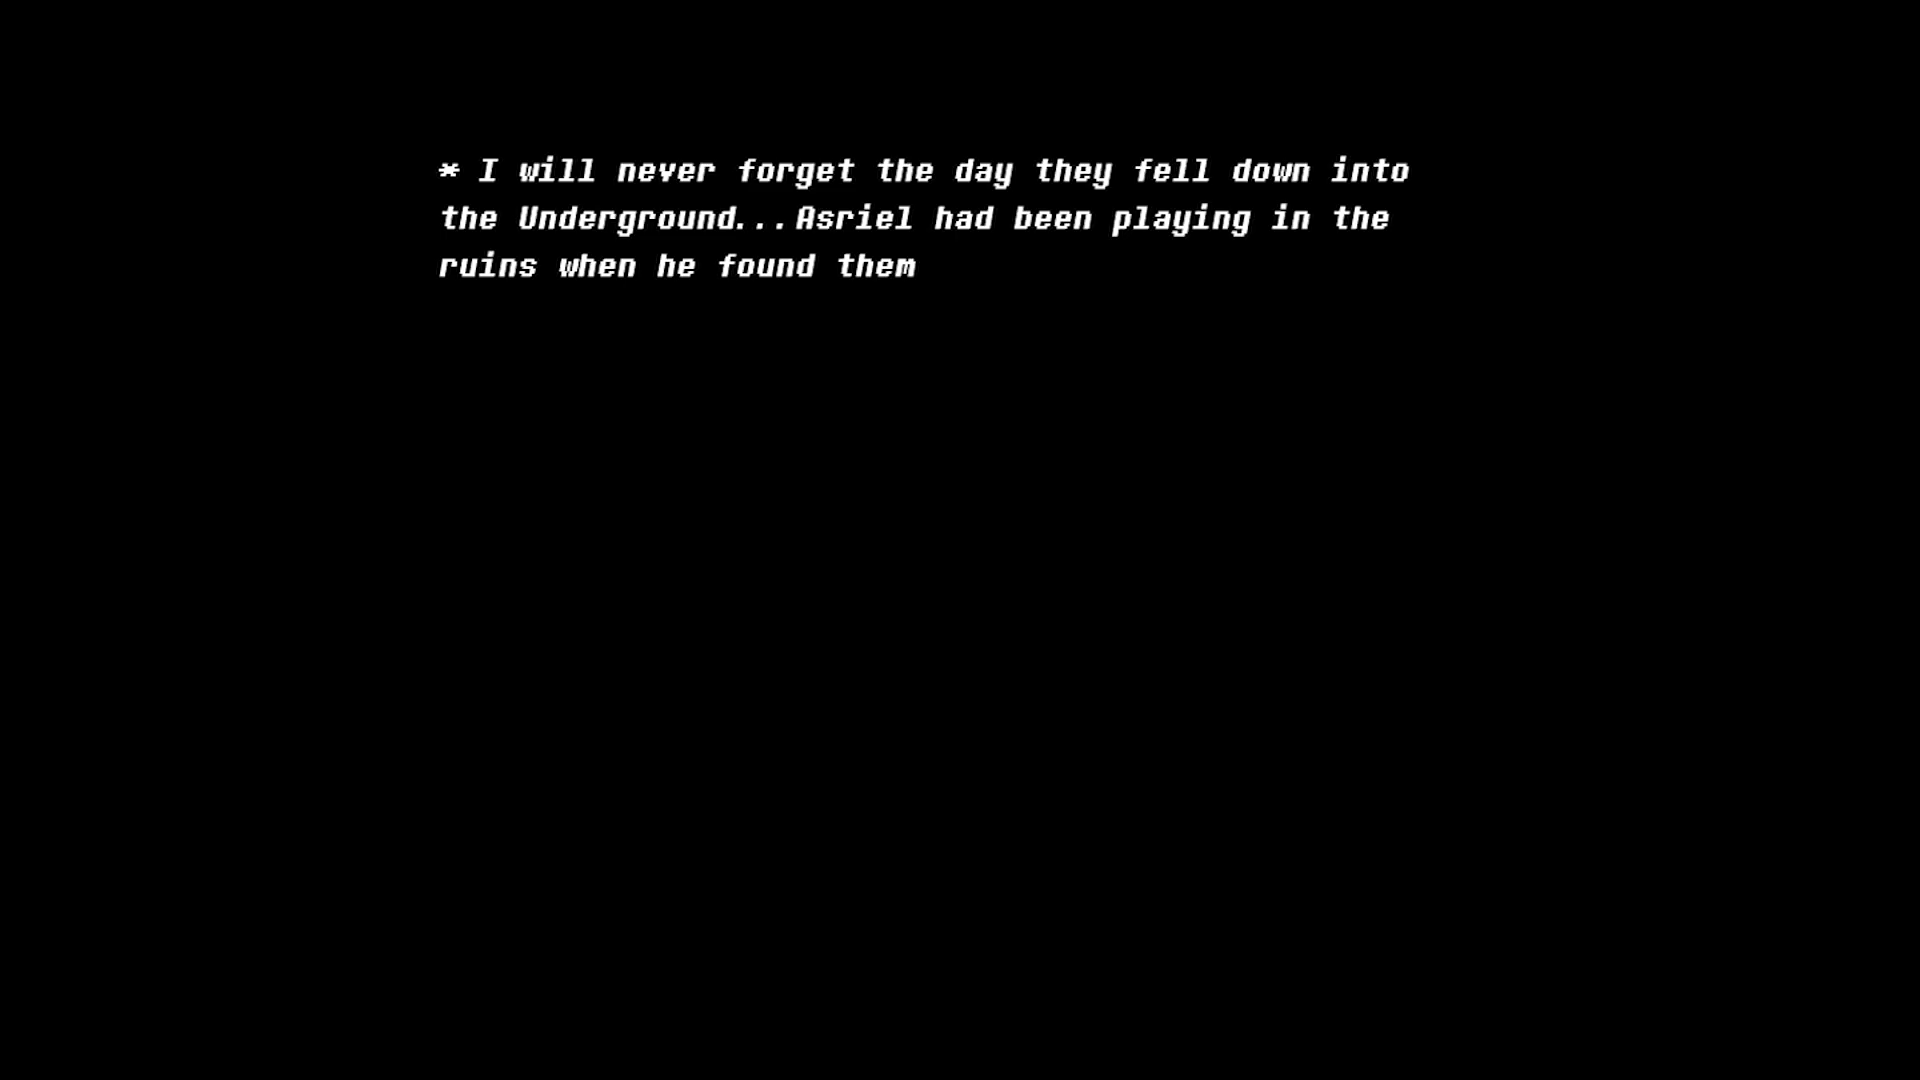 * I will never forget the day they fell down into
the Underground...Asriel had been playing in the
ruins when he found them